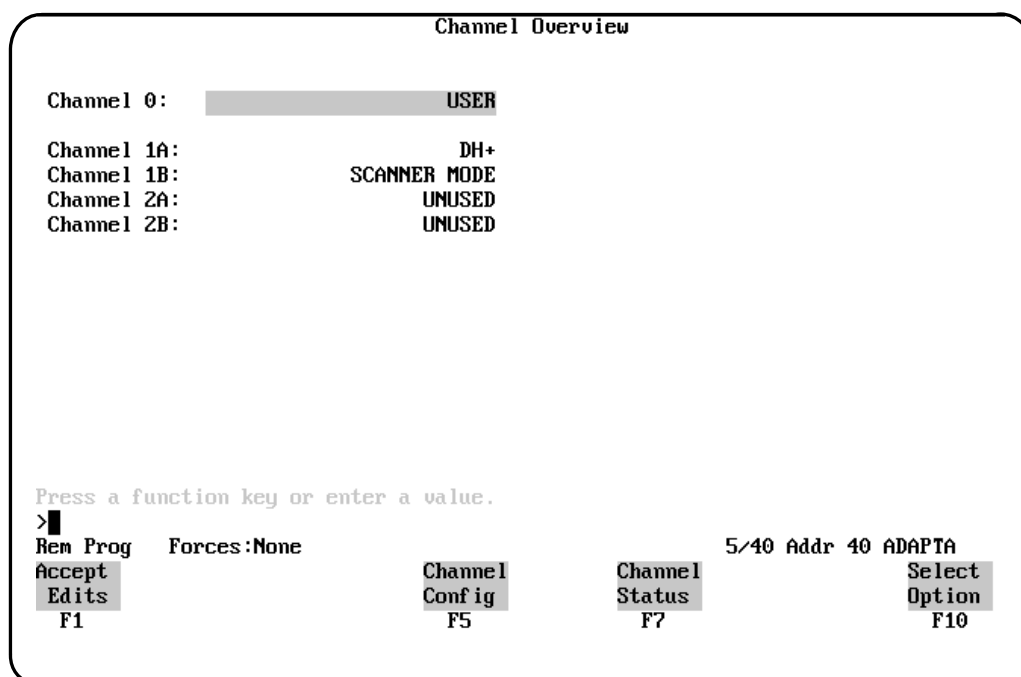 Channel Overview
Channel 0: USER
Channel 1A: DH+
Channel 1B: SCANNER MODE
Channel 2A: UNUSED
Channel 2B: UNUSED
Press a function key or enter a value.
>
Rem Prog Forces:None 5/40 Addr 40 ADAPTA
Accept Channel Channel Select
Edits Config Status Option
F1 F5 F7 F10